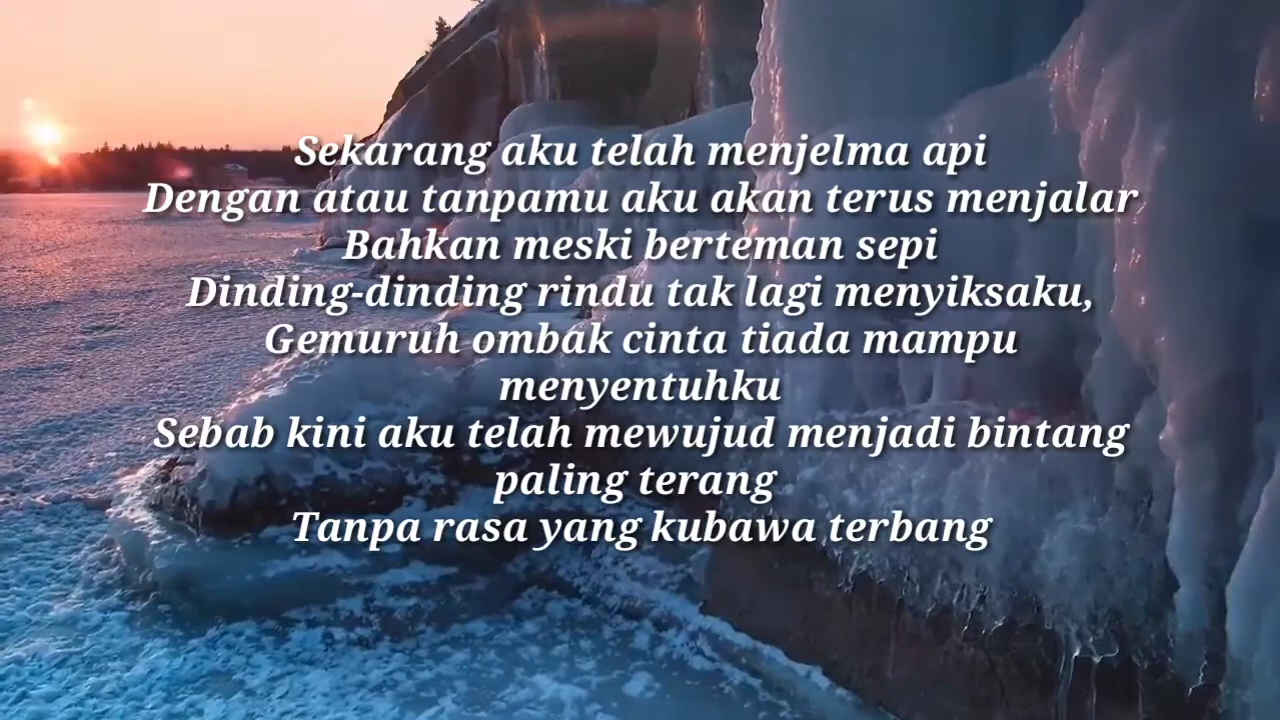 Sekarang aku telah menjelma api
Dengan atau tanpamu aku akan terus menjalar
Bahkan meski berteman sepi
Dinding-dinding rindu tak lagi menyiksaku,
Gemuruh ombak cinta tiada mampu
menyentuhku
Sebab kini aku telah mewujud menjadi bintang
paling terang
Tanpa rasa yang kubawa terbang